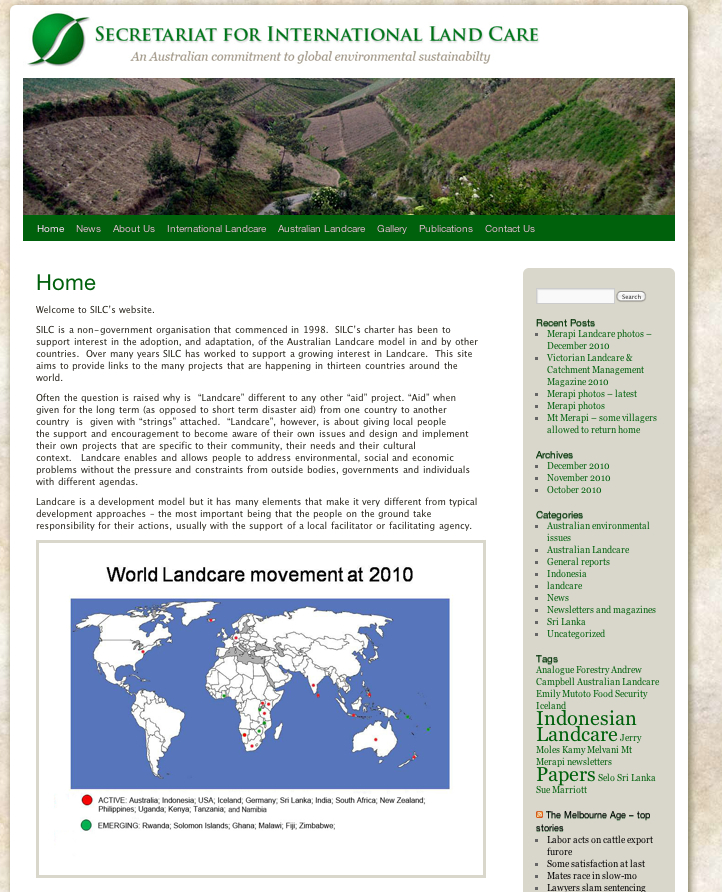 SECRETARIAT FOR INTERNATIONAL LAND CARE
An Australian commitment to global environmental sustainabilty
Home News About Us International Landcare Australian Landcare Gallery Publications Contact Us
Home
Welcome to SILC's website.
SILC is a non-government organisation that commenced in 1998. SILC's charter has been to
support interest in the adoption, and adaptation, of the Australian Landcare model in and by other
countries. Over many years SILC has worked to support a growing interest in Landcare. This site
aims to provide links to the many projects that are happening in thirteen countries around the
world.
Often the question is raised why is "Landcare" different to any other "aid" project. "Aid" when
given for the long term (as opposed to short term disaster aid) from one country to another
country is given with "strings" attached. "Landcare", however, is about giving local people
the support and encouragement to become aware of their own issues and design and implement
their own projects that are specific to their community, their needs and their cultural
context. Landcare enables and allows people to address environmental, social and economic
problems without the pressure and constraints from outside bodies, governments and individuals
with different agendas.
Landcare is a development model but it has many elements that make it very different from typical
development approaches – the most important being that the people on the ground take
responsibility for their actions, usually with the support of a local facilitator or facilitating agency.
World Landcare movement at 2010
ACTIVE: Australia; Indonesia; USA; Iceland; Germany; Sri Lanka; India; South Africa; New Zealand;
Philippines; Uganda; Kenya; Tanzania; and Namibia
EMERGING: Rwanda; Solomon Islands; Ghana; Malawi; Fiji; Zimbabwe;
Search
Recent Posts
Merapi Landcare photos –
December 2010
Victorian Landcare &
Catchment Management
Magazine 2010
Merapi photos – latest
Merapi photos
Mt Merapi – some villagers
allowed to return home
Archives
December 2010
November 2010
October 2010
Categories
Australian environmental
issues
Australian Landcare
General reports
Indonesia
landcare
News
Newsletters and magazines
Sri Lanka
Uncategorized
Tags
Analogue Forestry Andrew
Campbell Australian Landcare
Emily Mutoto Food Security
Iceland
Indonesian
Landcare Jerry
Moles Kamy Melvani Mt
Merapi newsletters
Papers Selo Sri Lanka
Sue Marriott
The Melbourne Age – top
stories
Labor acts on cattle export
furore
Some satisfaction at last
Mates race in slow-mo
Lawyers slam sentencing